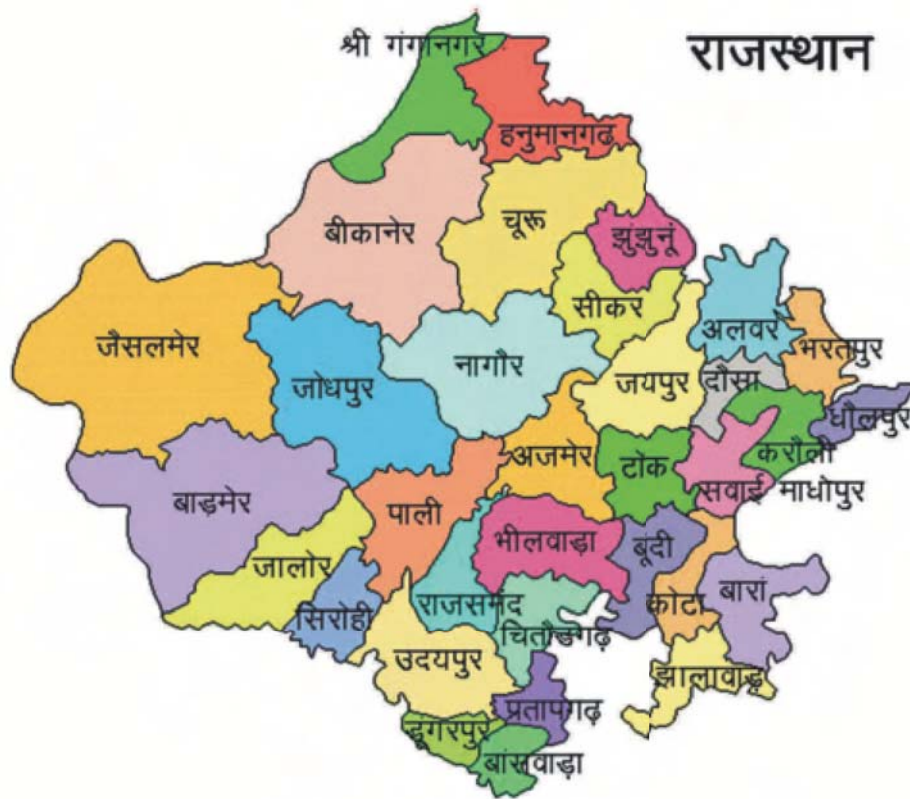 श्री गंगानगर
राजस्थान
हनुमानगढ
बीकानेर
चूरू
झुंझुनूं
सीकर
अलवर
जैसलमेर
भरतपुर
नागौर
जयपुर
दौसा
जोधपुर
धौलपुर
अजमेर
टोंक
करौली
बाड़मेर
सवाई माधोपुर
पाली
भीलवाड़ा
बूंदी
जालोर
बारां
सिरोही
राजसमंद
कोटा
चितौडगढ़
उदयपुर
झालावाड़
प्रतापगढ़
डूंगरपुर
बांसवाड़ा